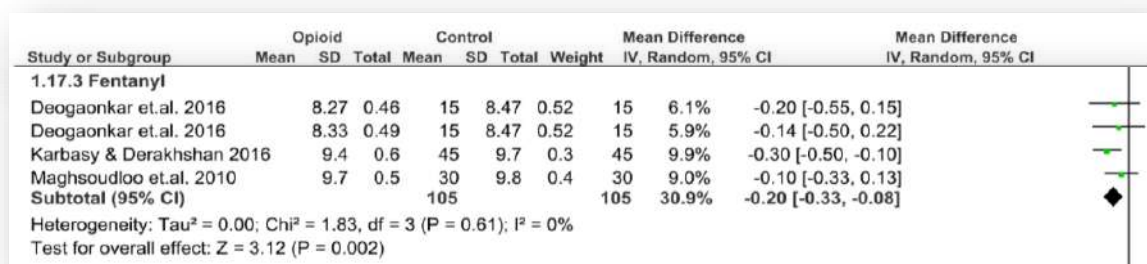 Opioid Control Mean Difference Mean Difference
Study or Subgroup Mean SD Total Mean SD Total Weight IV, Random, 95% CI IV, Random, 95% CI
1.17.3 Fentanyl
Deogaonkar et.al. 2016 8.27 0.46 15 8.47 0.52 15 6.1% -0.20 [-0.55, 0.15]
Deogaonkar et.al. 2016 8.33 0.49 15 8.47 0.52 15 5.9% -0.14 [-0.50, 0.22]
Karbasy & Derakhshan 2016 9.4 0.6 45 9.7 0.3 45 9.9% -0.30 [-0.50, -0.10]
Maghsoudloo et.al. 2010 9.7 0.5 30 9.8 0.4 30 9.0% -0.10 [-0.33, 0.13]
Subtotal (95% CI) 105 105 30.9% -0.20 [-0.33, -0.08]
Heterogeneity: Tau² = 0.00; Chi² = 1.83, df = 3 (P = 0.61); I² = 0%
Test for overall effect: Z = 3.12 (P = 0.002)